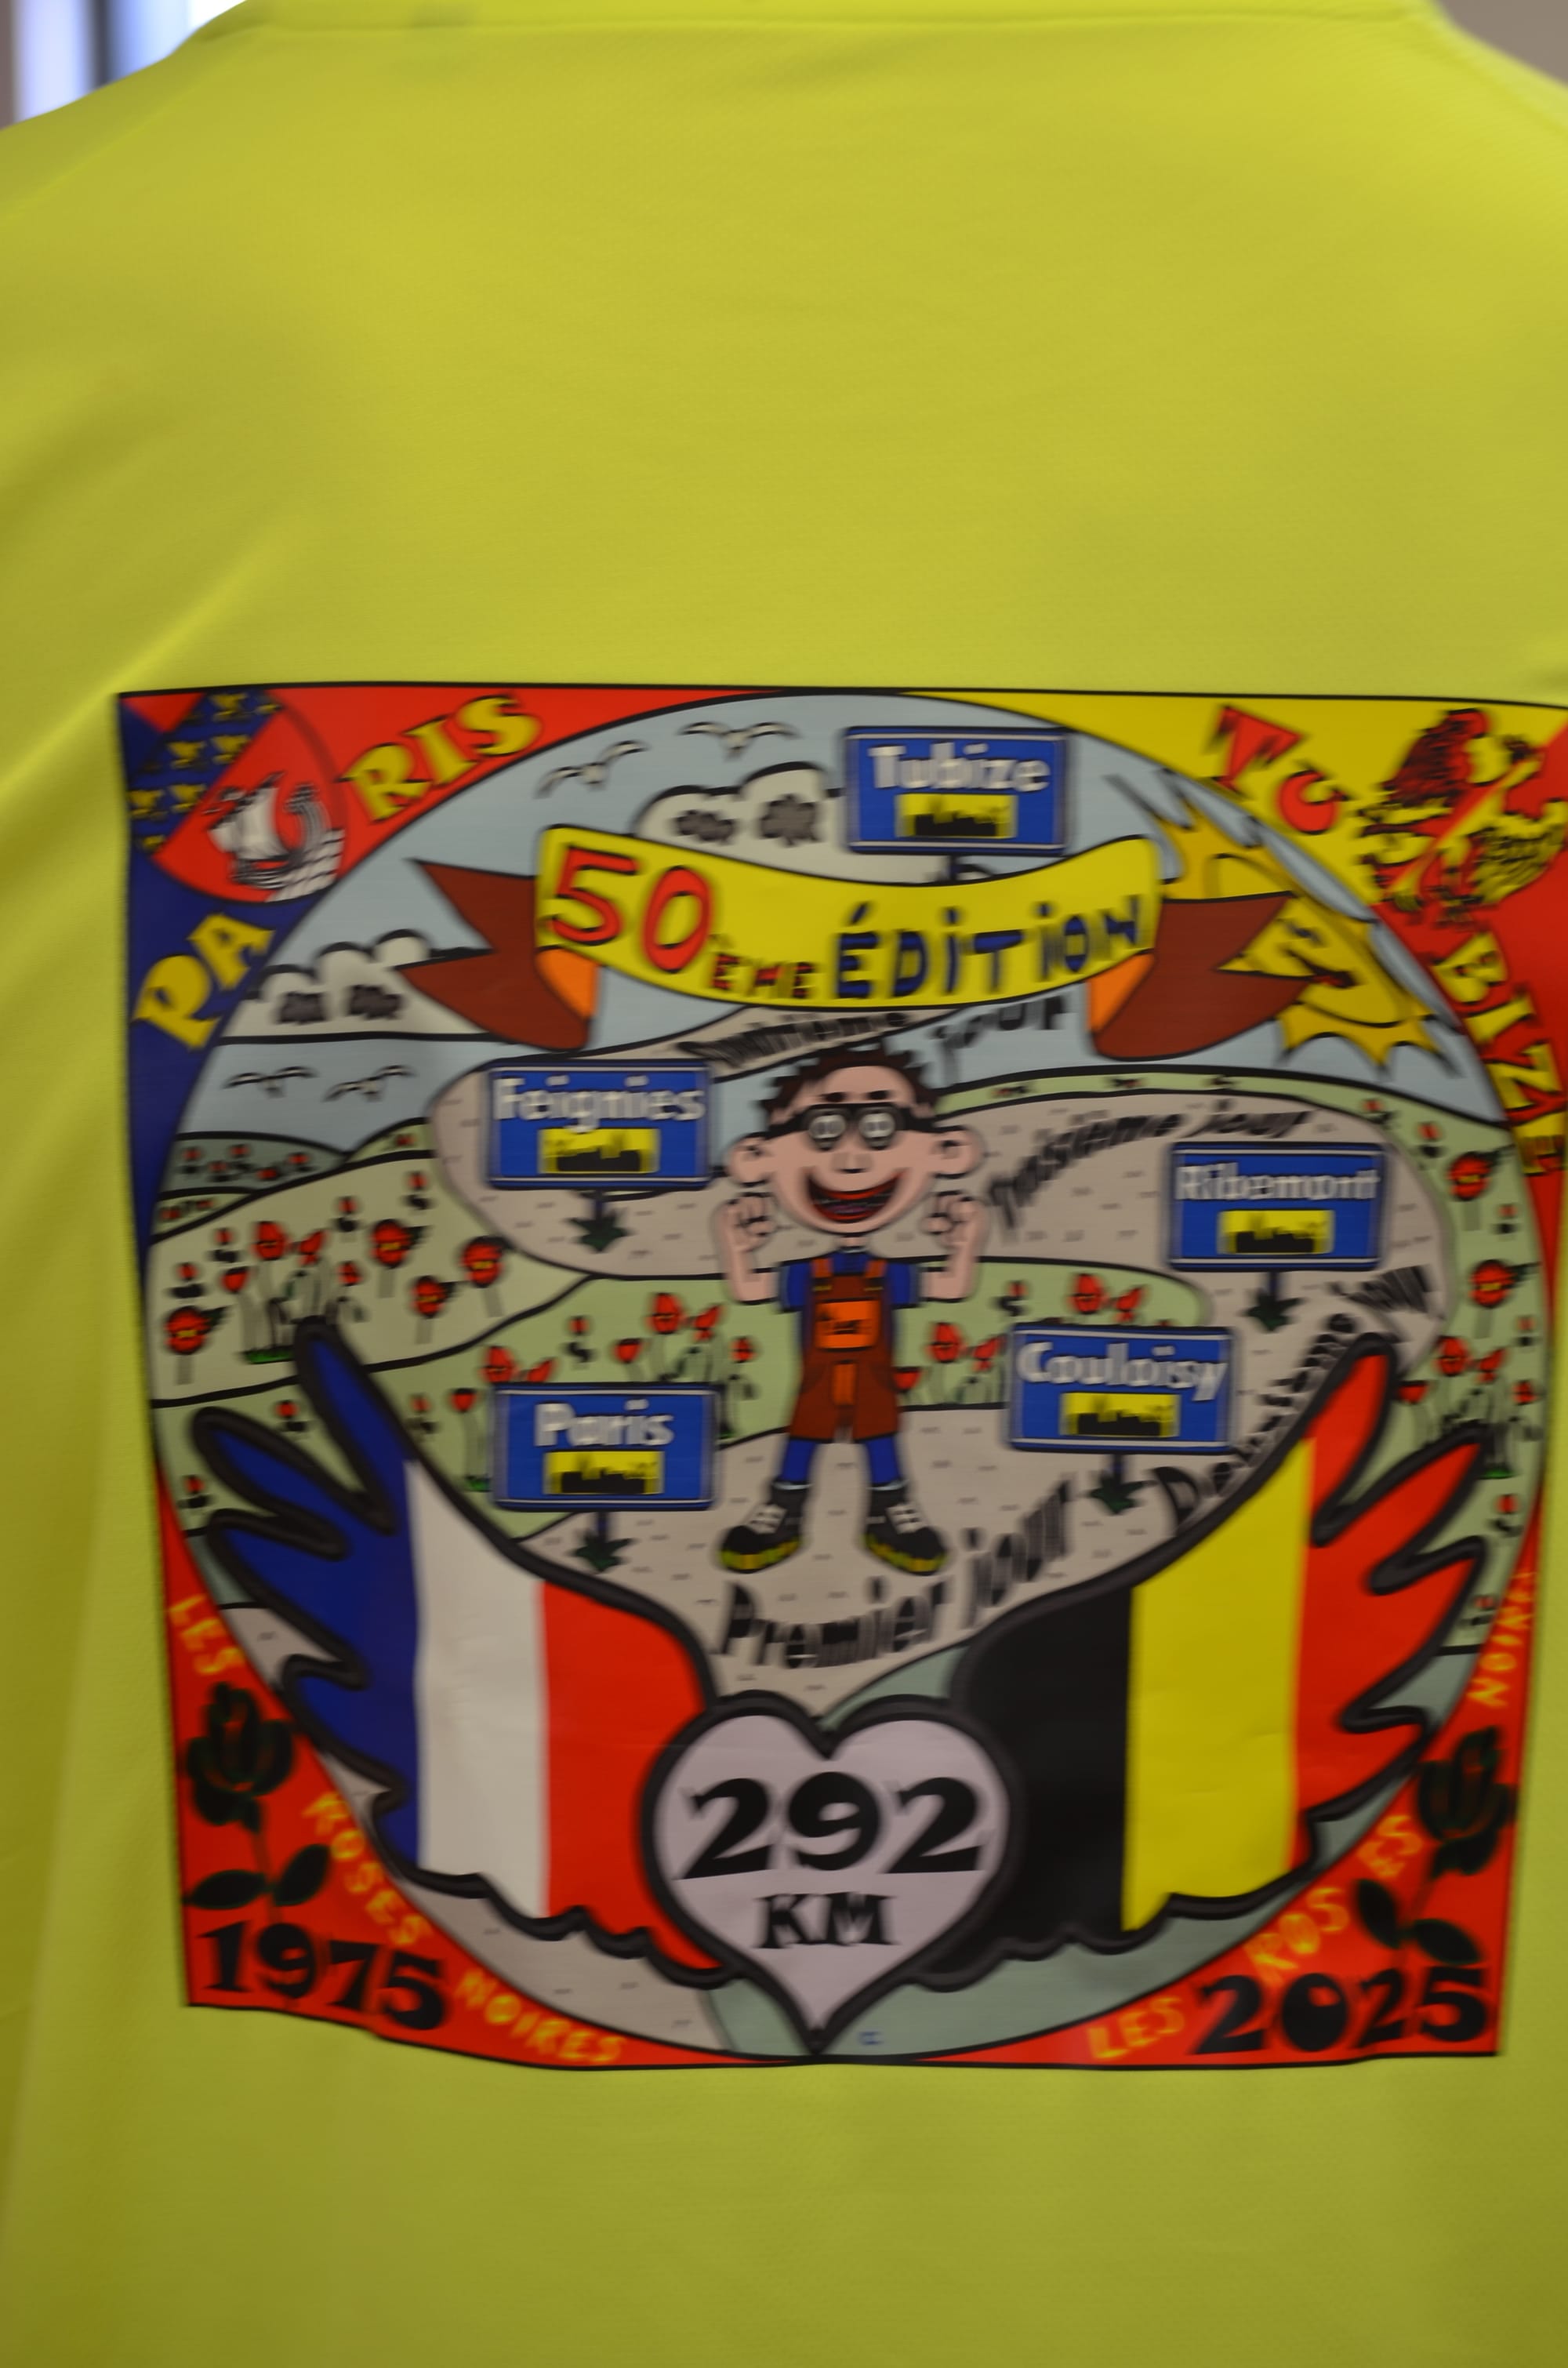 PARIS
TUBIZE
Tubize
50ÈME ÉDITION
jour
Feignies
Troisième jour
Ribemont
Couloisy
Paris
Deuxième jour
Premier jour
292
KM
LES ROSES NOIRES
1975
LES ROSES NOIRES
2025